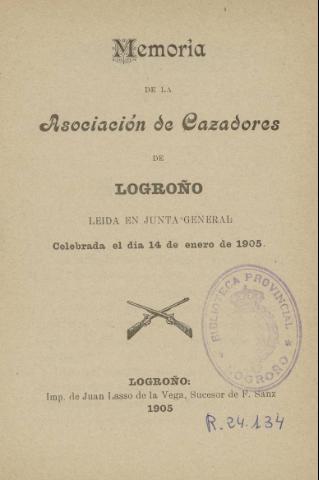 Memoria
DE LA
Asociación de Cazadores
DE
LOGROÑO
LEIDA EN JUNTA GENERAL
Celebrada el día 14 de enero de 1905.
BIBLIOTECA PROVINCIAL
LOGROÑO
LOGROÑO:
Imp. de Juan Lasso de la Vega, Sucesor de F. Sanz
1905
R.24.134